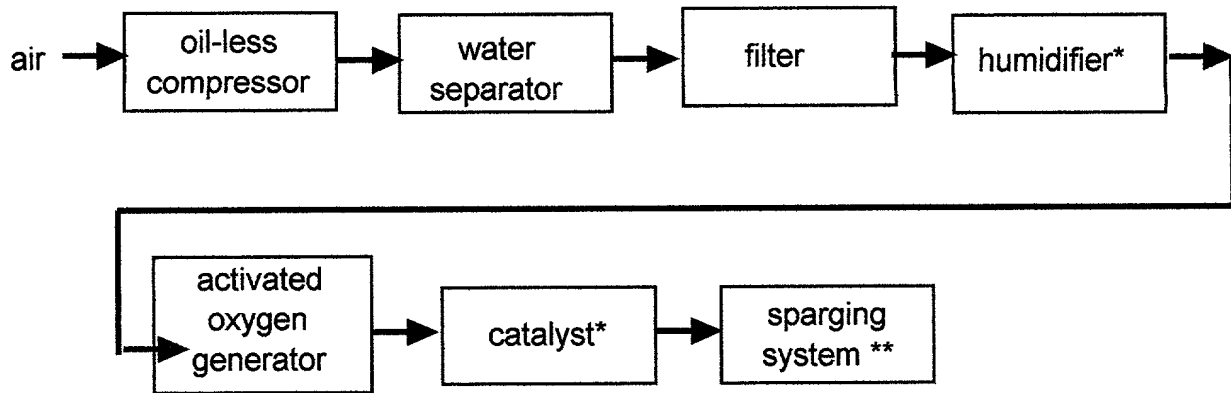 air
oil-less
compressor
water
separator
filter
humidifier*
activated
oxygen
generator
catalyst*
sparging
system **